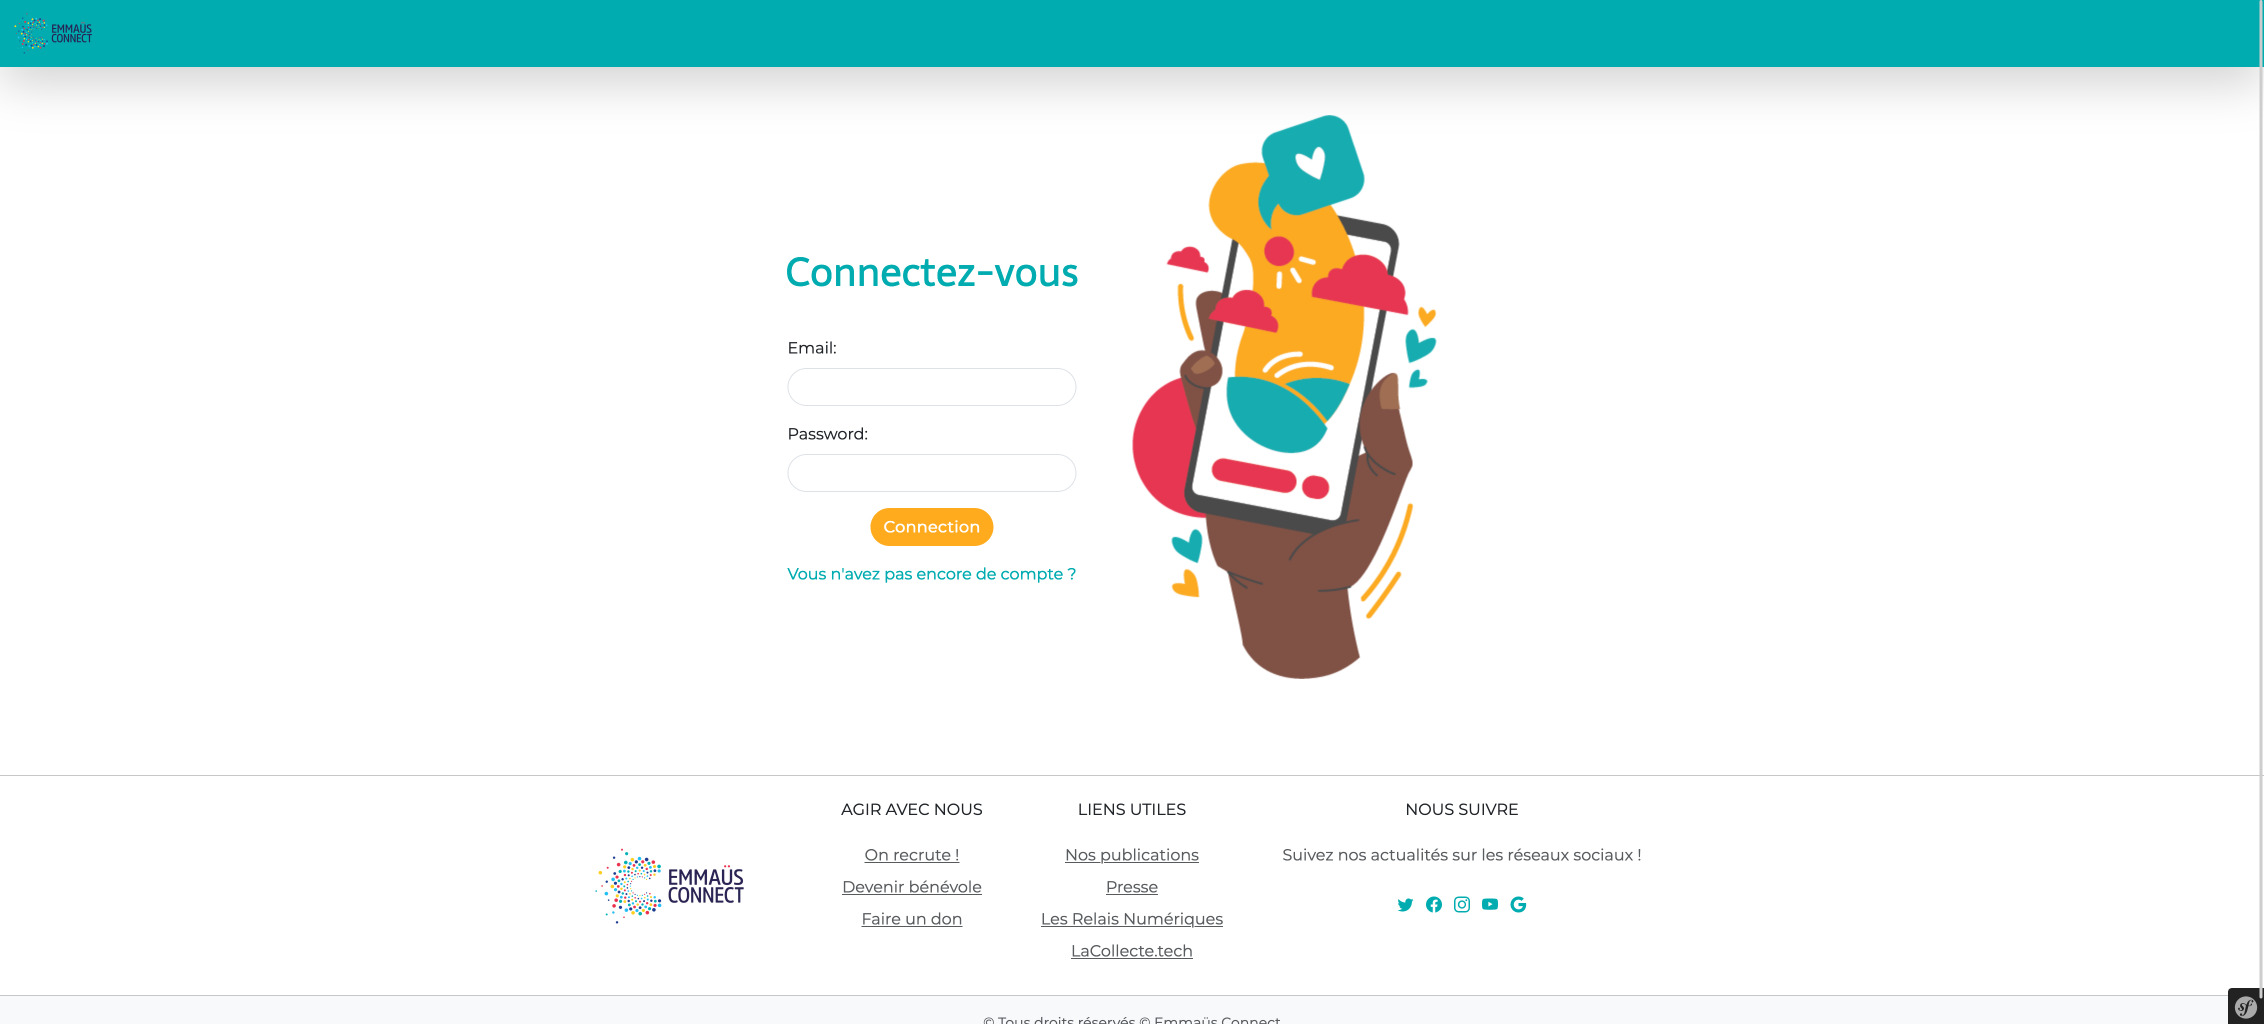 EMMAÜS
CONNECT
Connectez-vous
Email:
Password:
Connection
Vous n'avez pas encore de compte ?
EMMAÜS
CONNECT
AGIR AVEC NOUS
On recrute !
Devenir bénévole
Faire un don
LIENS UTILES
Nos publications
Presse
Les Relais Numériques
LaCollecte.tech
NOUS SUIVRE
Suivez nos actualités sur les réseaux sociaux !
© Tous droits réservés © Emmaüs Connect
sf